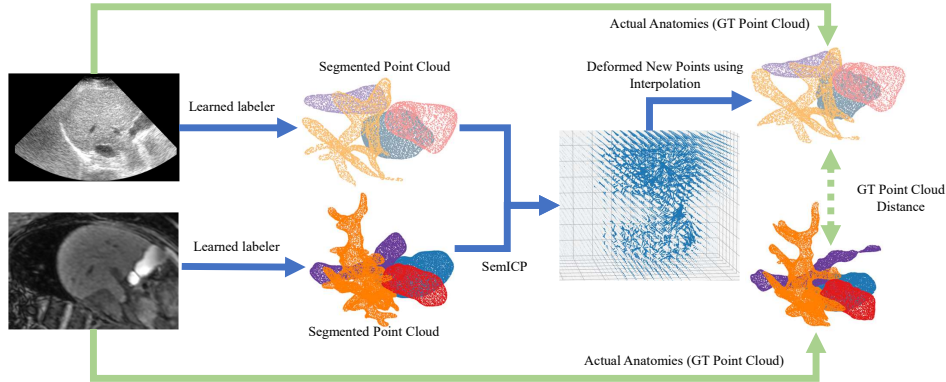 Actual Anatomies (GT Point Cloud)
Segmented Point Cloud
Deformed New Points using
Interpolation
Learned labeler
GT Point Cloud
Distance
Learned labeler
SemICP
Segmented Point Cloud
Actual Anatomies (GT Point Cloud)